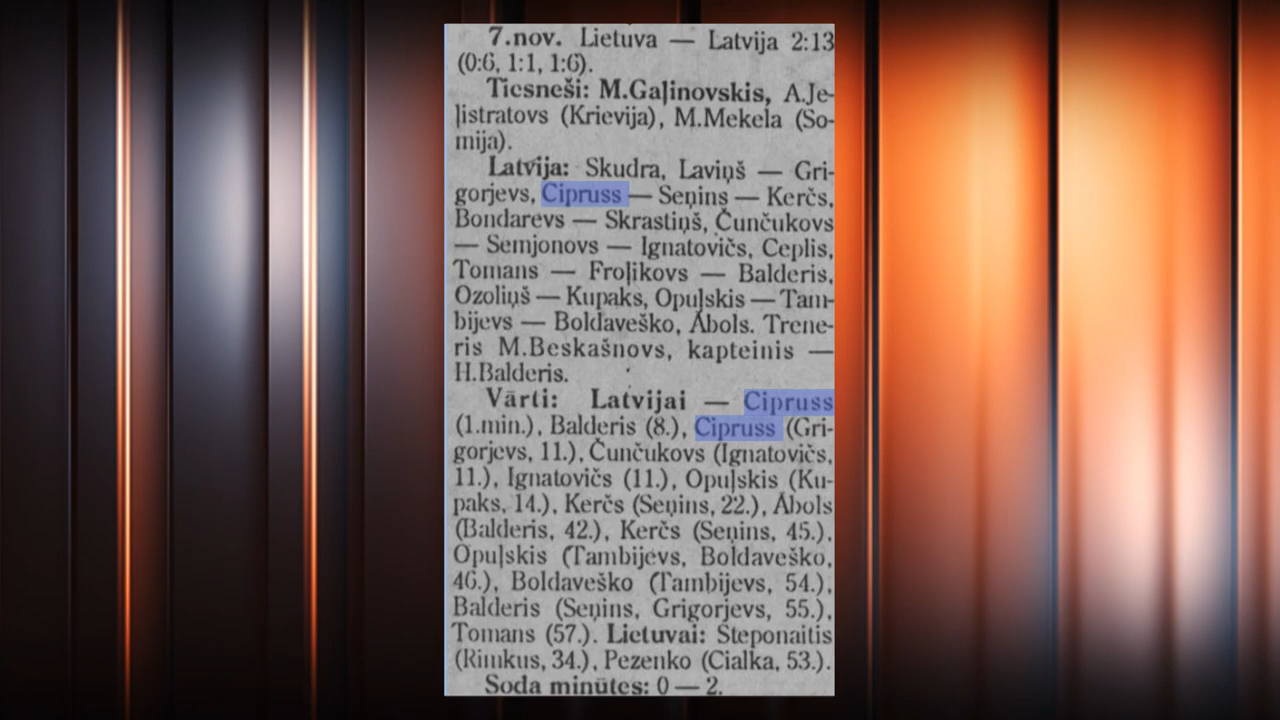 7.nov. Lietuva — Latvija 2:13
(0:6, 1:1, 1:6).
Tiesneši: M.Gaļinovskis, A.Je-
ļistratovs (Krievija), M.Mekela (So-
mija).
Latvija: Skudra, Laviņš — Gri-
gorjevs, Cipruss — Seņins — Kerčs,
Bondarevs — Skrastiņš, Čunčukovs
— Semjonovs — Ignatovičs, Ceplis,
Tomans — Froļikovs — Balderis,
Ozoliņš — Kupaks, Opuļskis — Tam-
bijevs — Boldaveško, Ābols. Trene-
ris M.Beskašnovs, kapteinis —
H.Balderis.
Vārti: Latvijai — Cipruss
(1.min.), Balderis (8.), Cipruss (Gri-
gorjevs, 11.), Čunčukovs (Ignatovičs,
11.), Ignatovičs (11.), Opuļskis (Ku-
paks, 14.), Kerčs (Seņins, 22.), Ābols
(Balderis, 42.), Kerčs (Seņins, 45.),
Opuļskis (Tambijevs, Boldaveško,
46.), Boldaveško (Tambijevs, 54.),
Balderis (Seņins, Grigorjevs, 55.),
Tomans (57.). Lietuvai: Steponaitis
(Rimkus, 34.), Pezenko (Cialka, 53.).
Soda minūtes: 0 — 2.